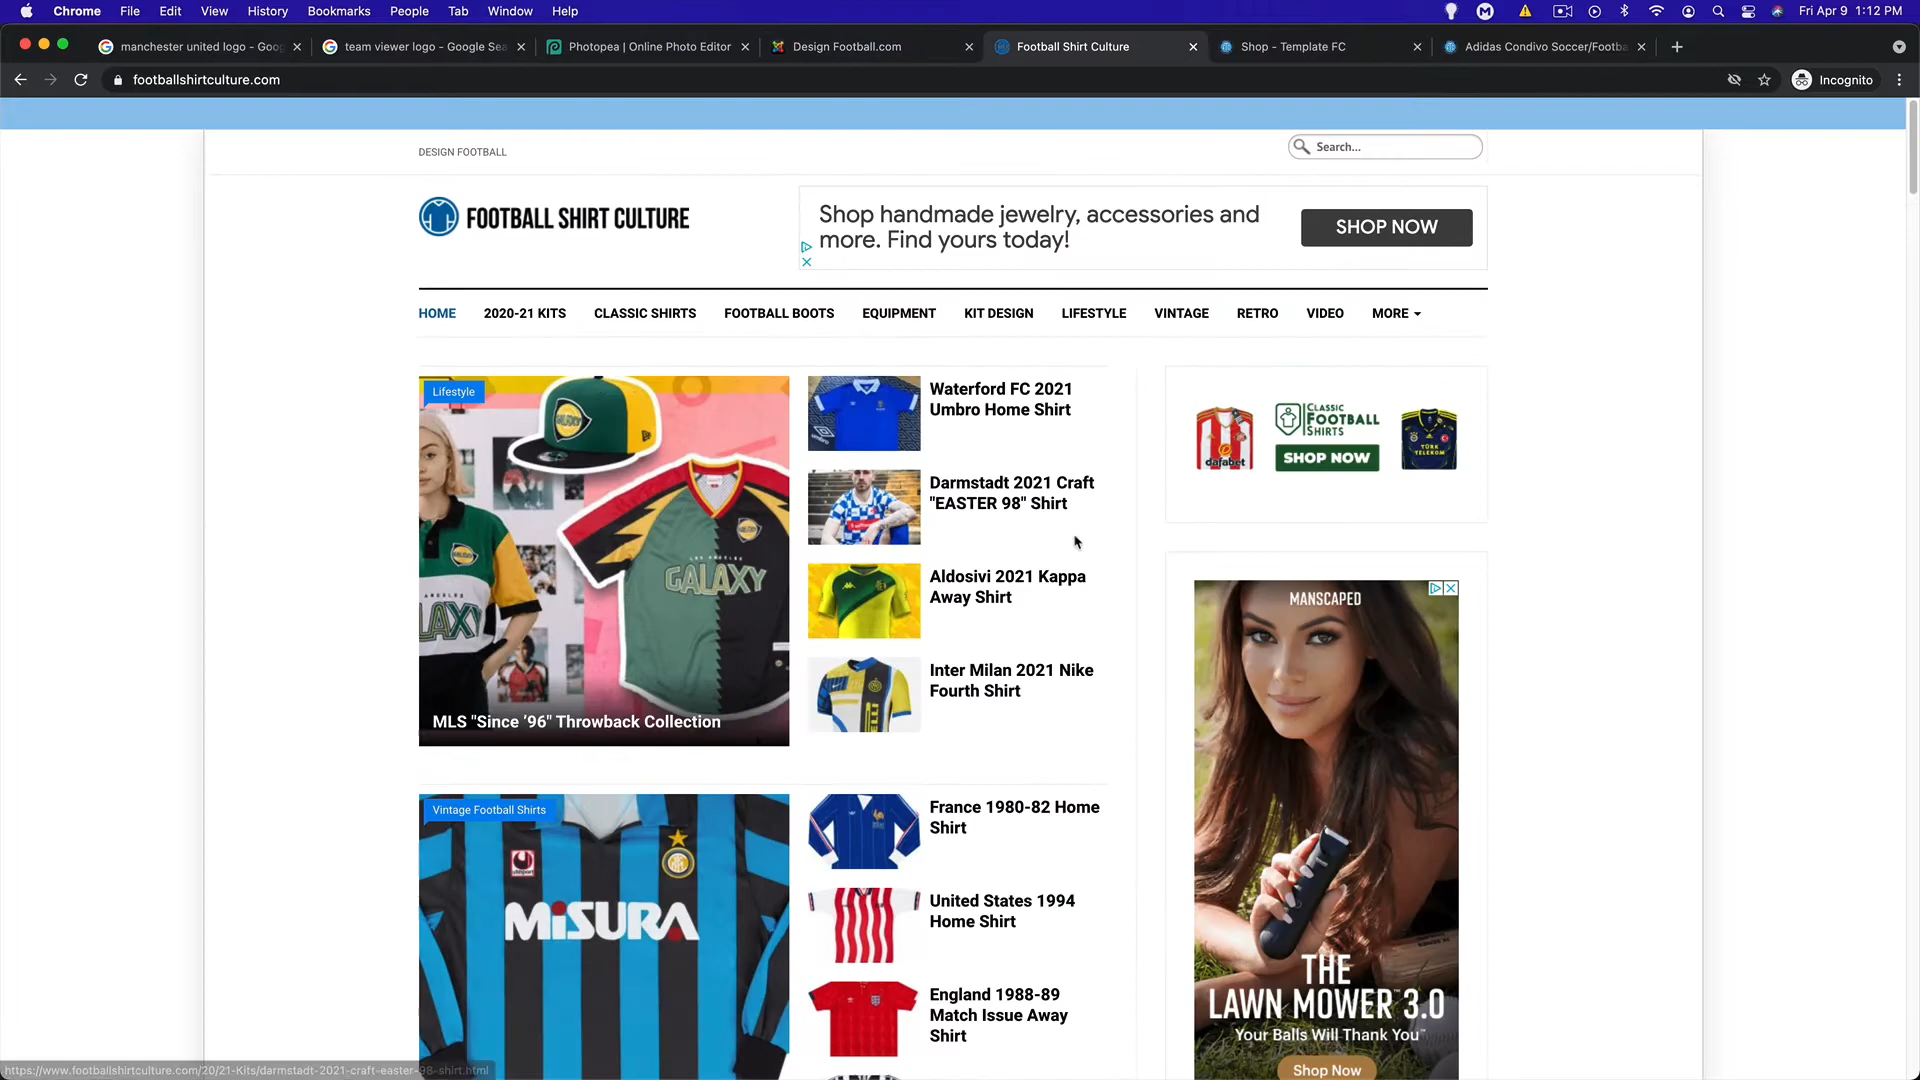 Chrome File Edit View History Bookmarks People Tab Window Help Fri Apr 9 1:12 PM
manchester united logo - Goog team viewer logo - Google Sea Photopea | Online Photo Editor Design Football.com Football Shirt Culture Shop - Template FC Adidas Condivo Soccer/Footba
footballshirtculture.com Incognito
DESIGN FOOTBALL Search...
FOOTBALL SHIRT CULTURE
Shop handmade jewelry, accessories and
more. Find yours today!
SHOP NOW
HOME 2020-21 KITS CLASSIC SHIRTS FOOTBALL BOOTS EQUIPMENT KIT DESIGN LIFESTYLE VINTAGE RETRO VIDEO MORE
Lifestyle
GALAXY
MLS "Since '96" Throwback Collection
Waterford FC 2021
Umbro Home Shirt
Darmstadt 2021 Craft
"EASTER 98" Shirt
Aldosivi 2021 Kappa
Away Shirt
Inter Milan 2021 Nike
Fourth Shirt
dafabet
CLASSIC
FOOTBALL
SHIRTS
SHOP NOW
TÜRK
TELEKOM
Vintage Football Shirts
MiSURA
France 1980-82 Home
Shirt
United States 1994
Home Shirt
England 1988-89
Match Issue Away
Shirt
MANSCAPED
THE
LAWN MOWER™ 3.0
Your Balls Will Thank You™
Shop Now
https://www.footballshirtculture.com/20/21-Kits/darmstadt-2021-craft-easter-98-shirt.html